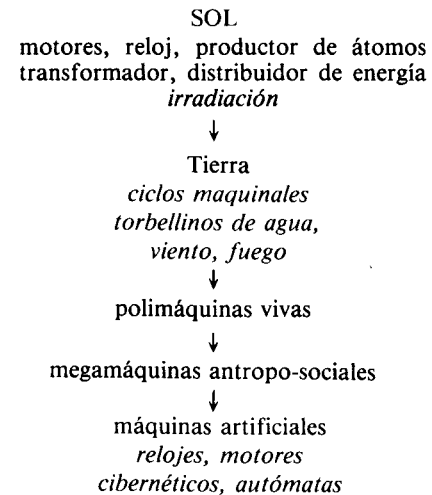 SOL
motores, reloj, productor de átomos
transformador, distribuidor de energía
irradiación
↓
Tierra
ciclos maquinales
torbellinos de agua,
viento, fuego
↓
polimáquinas vivas
↓
megamáquinas antropo-sociales
↓
máquinas artificiales
relojes, motores
cibernéticos, autómatas